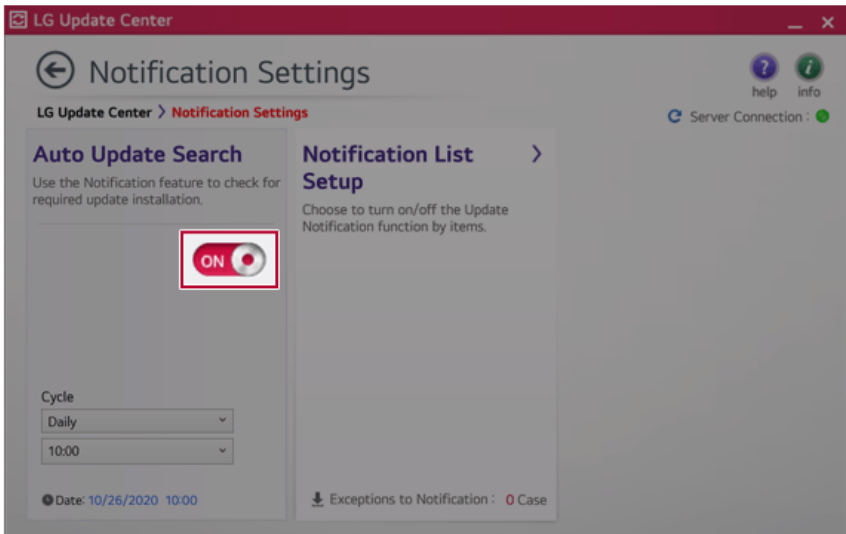 LG Update Center
Notification Settings
help
info
LG Update Center > Notification Settings
Server Connection :
Auto Update Search
Use the Notification feature to check for
required update installation.
ON
Cycle
Daily
10:00
Date: 10/26/2020 10:00
Notification List
Setup
>
Choose to turn on/off the Update
Notification function by items.
Exceptions to Notification : 0 Case